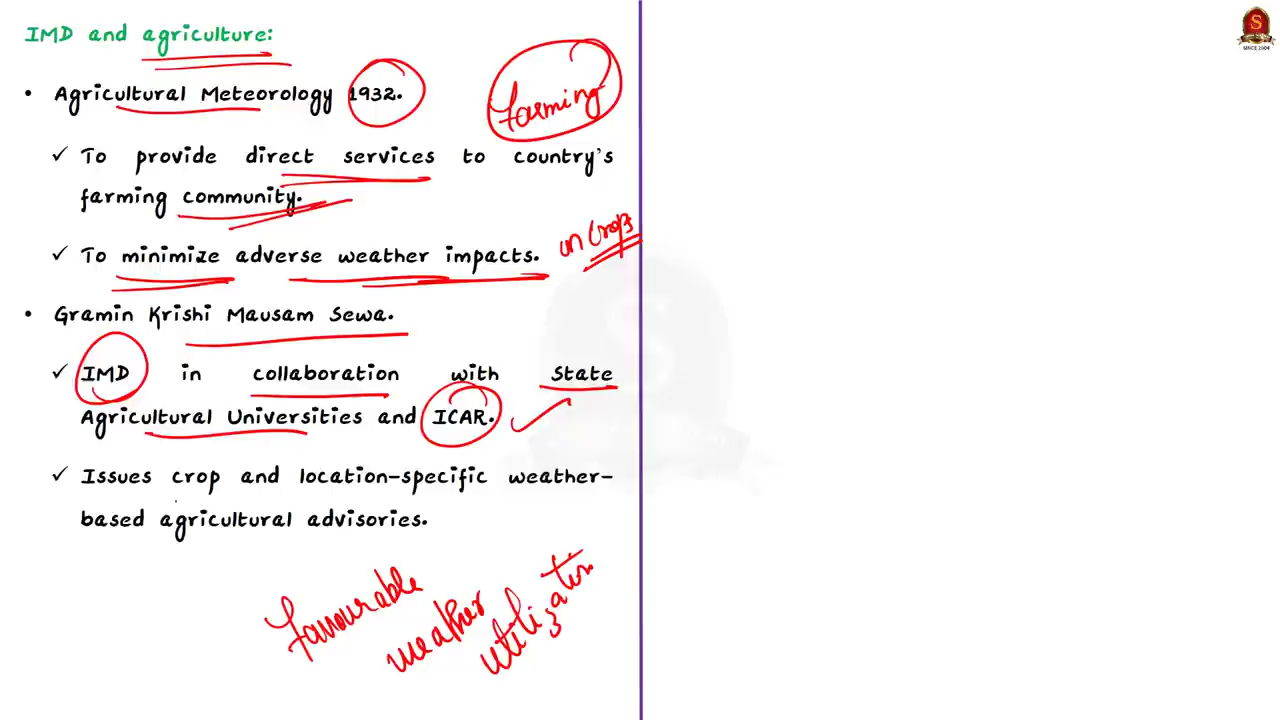 IMD and agriculture:
• Agricultural Meteorology 1932.
farming
✓ To provide direct services to country's
farming community.
✓ To minimize adverse weather impacts.
on crops
• Gramin Krishi Mausam Sewa.
✓ IMD in collaboration with State
Agricultural Universities and ICAR.
✓ Issues crop and location-specific weather-
based agricultural advisories.
favourable
weather
utilization
S
SINCE 2004